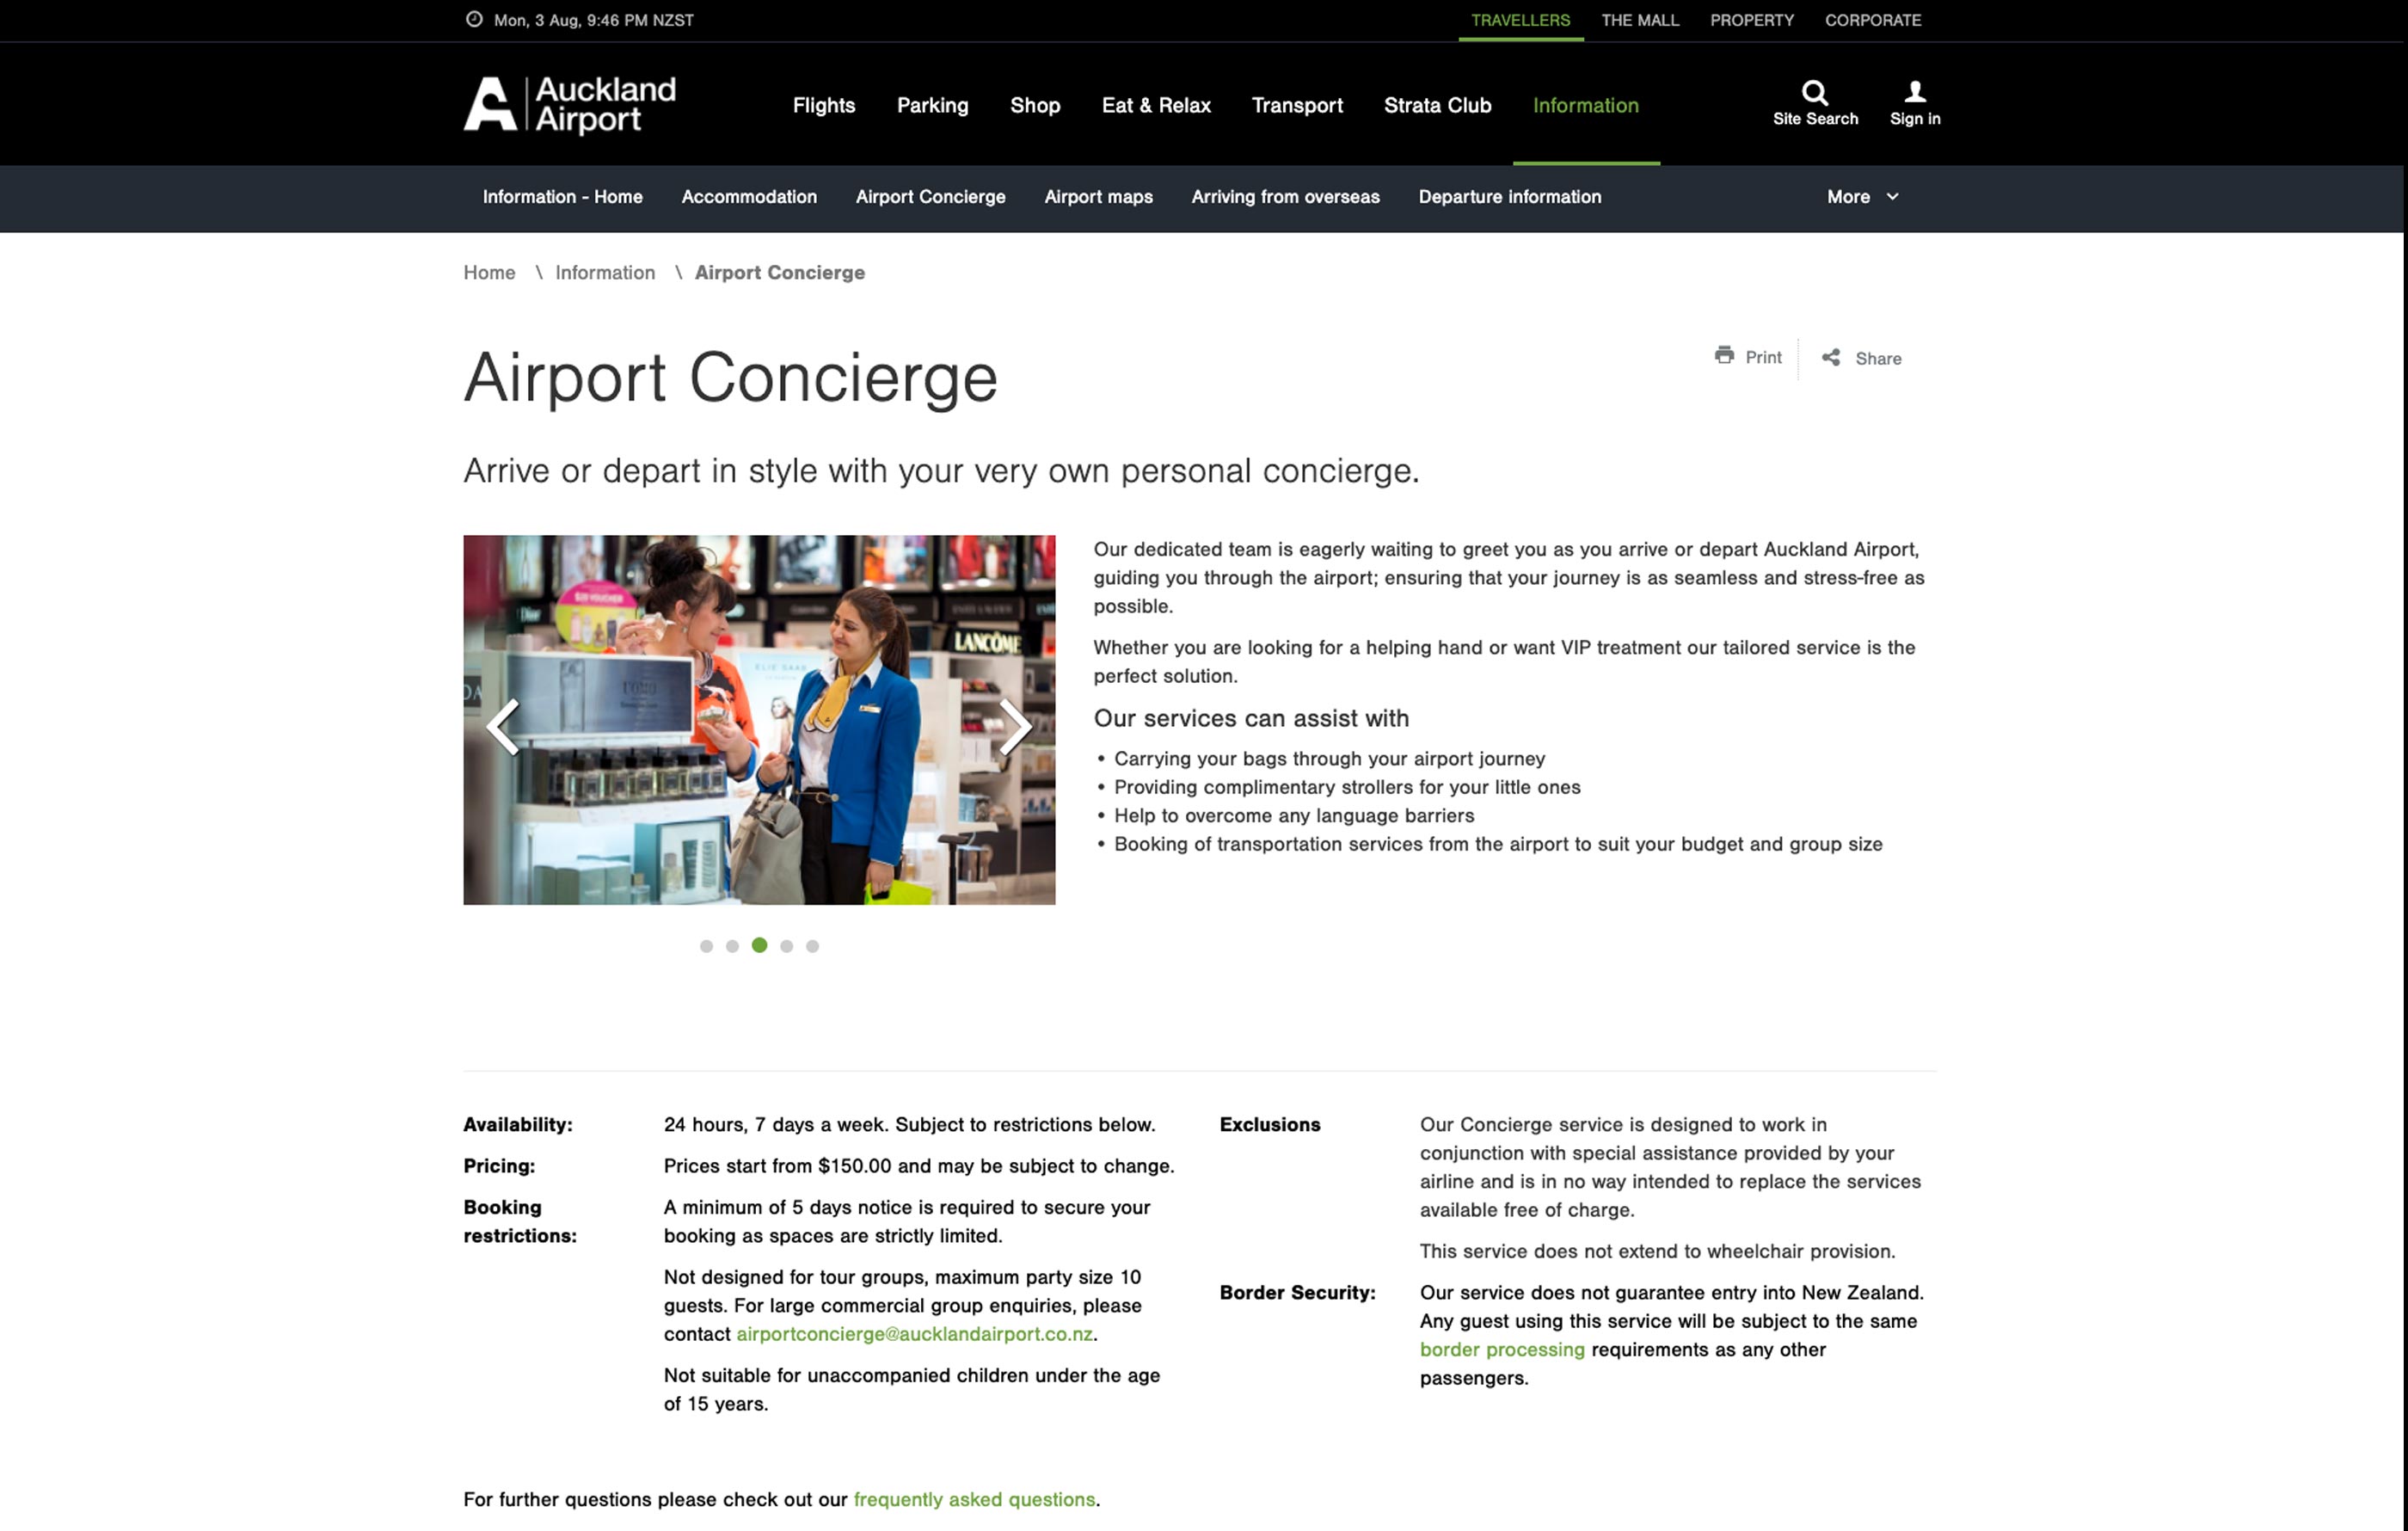 Mon, 3 Aug, 9:46 PM NZST
TRAVELLERS THE MALL PROPERTY CORPORATE
Auckland
Airport
Flights Parking Shop Eat & Relax Transport Strata Club Information
Site Search Sign in
Information - Home Accommodation Airport Concierge Airport maps Arriving from overseas Departure information More
Home \ Information \ Airport Concierge
Airport Concierge
Print Share
Arrive or depart in style with your very own personal concierge.
$20 VOUCHER
Dior
LANCÔME
ELIE SAAB
Our dedicated team is eagerly waiting to greet you as you arrive or depart Auckland Airport,
guiding you through the airport; ensuring that your journey is as seamless and stress-free as
possible.
Whether you are looking for a helping hand or want VIP treatment our tailored service is the
perfect solution.
Our services can assist with
• Carrying your bags through your airport journey
• Providing complimentary strollers for your little ones
• Help to overcome any language barriers
• Booking of transportation services from the airport to suit your budget and group size
Availability: 24 hours, 7 days a week. Subject to restrictions below.
Pricing: Prices start from $150.00 and may be subject to change.
Booking
restrictions:
A minimum of 5 days notice is required to secure your
booking as spaces are strictly limited.
Not designed for tour groups, maximum party size 10
guests. For large commercial group enquiries, please
contact airportconcierge@aucklandairport.co.nz.
Not suitable for unaccompanied children under the age
of 15 years.
Exclusions
Our Concierge service is designed to work in
conjunction with special assistance provided by your
airline and is in no way intended to replace the services
available free of charge.
This service does not extend to wheelchair provision.
Border Security:
Our service does not guarantee entry into New Zealand.
Any guest using this service will be subject to the same
border processing requirements as any other
passengers.
For further questions please check out our frequently asked questions.